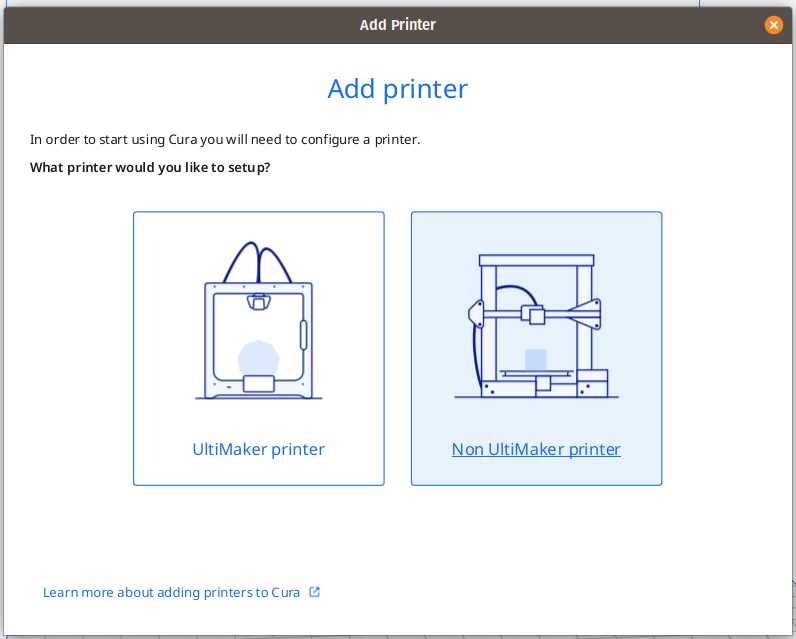 Add Printer
Add printer
In order to start using Cura you will need to configure a printer.
What printer would you like to setup?
UltiMaker printer
Non UltiMaker printer
Learn more about adding printers to Cura